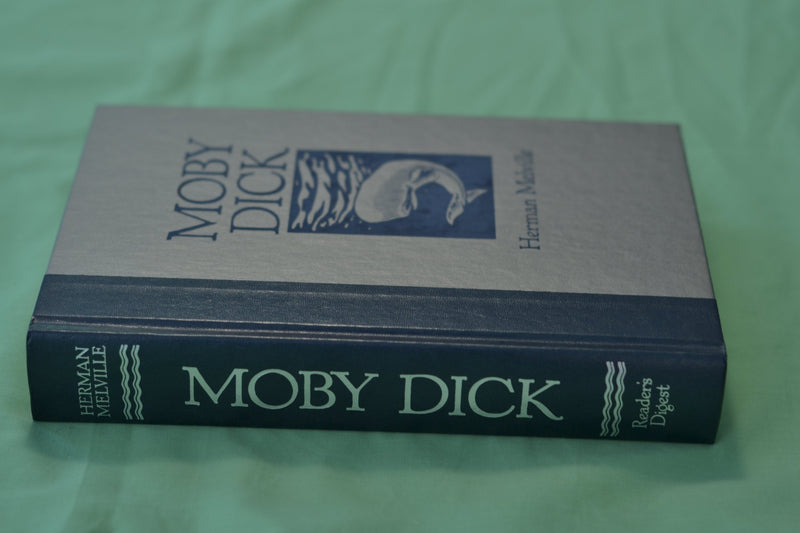 MOBY
DICK
Herman Melville
HERMAN
MELVILLE
MOBY DICK
Reader's
Digest